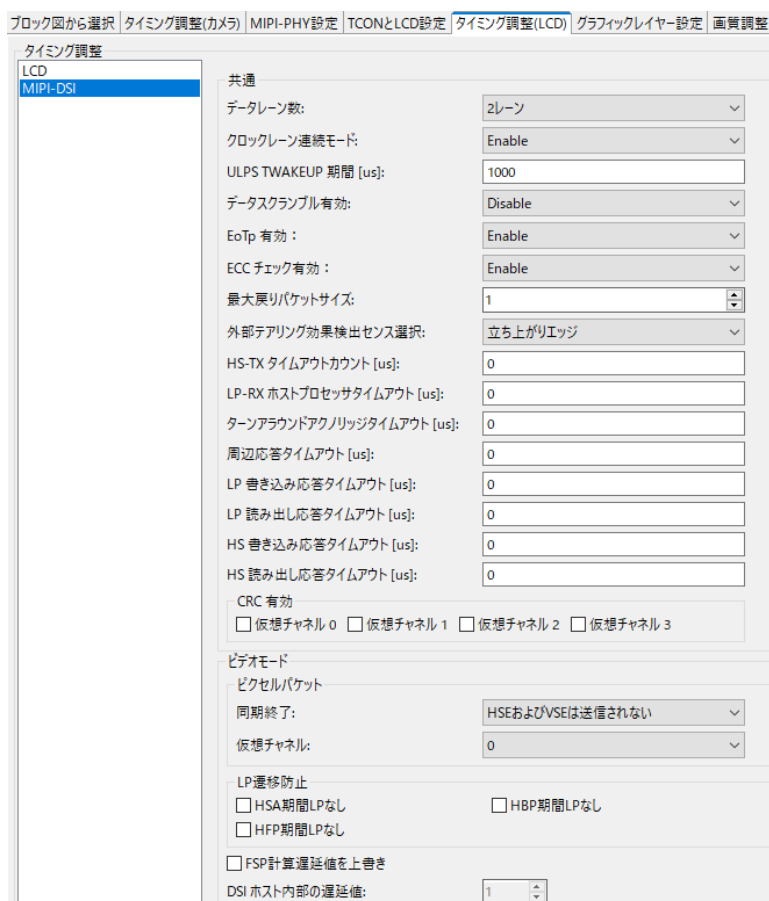 ブロック図から選択 タイミング調整(カメラ) MIPI-PHY設定 TCONとLCD設定 タイミング調整(LCD) グラフィックレイヤー設定 画質調整
タイミング調整
LCD
MIPI-DSI
共通
データレーン数: 2レーン
クロックレーン連続モード: Enable
ULPS TWAKEUP 期間 [us]: 1000
データスクランブル有効: Disable
EoTp 有効： Enable
ECC チェック有効： Enable
最大戻りパケットサイズ: 1
外部テアリング効果検出センス選択: 立ち上がりエッジ
HS-TX タイムアウトカウント [us]: 0
LP-RX ホストプロセッサタイムアウト [us]: 0
ターンアラウンドアクノリッジタイムアウト [us]: 0
周辺応答タイムアウト [us]: 0
LP 書き込み応答タイムアウト [us]: 0
LP 読み出し応答タイムアウト [us]: 0
HS 書き込み応答タイムアウト [us]: 0
HS 読み出し応答タイムアウト [us]: 0
CRC 有効
仮想チャネル 0 仮想チャネル 1 仮想チャネル 2 仮想チャネル 3
ビデオモード
ピクセルパケット
同期終了: HSEおよびVSEは送信されない
仮想チャネル: 0
LP遷移防止
HSA期間LPなし HBP期間LPなし
HFP期間LPなし
FSP計算遅延値を上書き
DSI ホスト内部の遅延値: 1